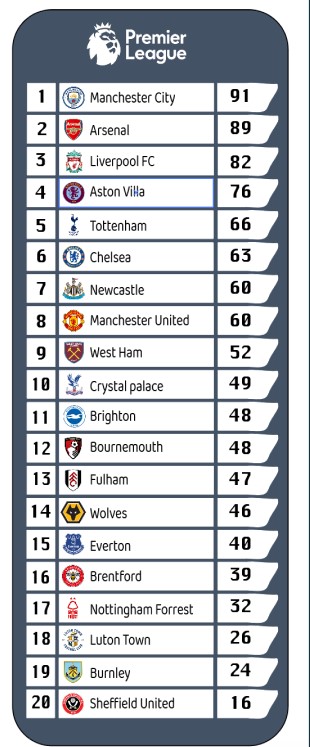 Premier
League
1 Manchester City 91
2 Arsenal 89
3 Liverpool FC 82
4 Aston Villa 76
5 Tottenham 66
6 Chelsea 63
7 Newcastle 60
8 Manchester United 60
9 West Ham 52
10 Crystal palace 49
11 Brighton 48
12 Bournemouth 48
13 Fulham 47
14 Wolves 46
15 Everton 40
16 Brentford 39
17 Nottingham Forrest 32
18 Luton Town 26
19 Burnley 24
20 Sheffield United 16